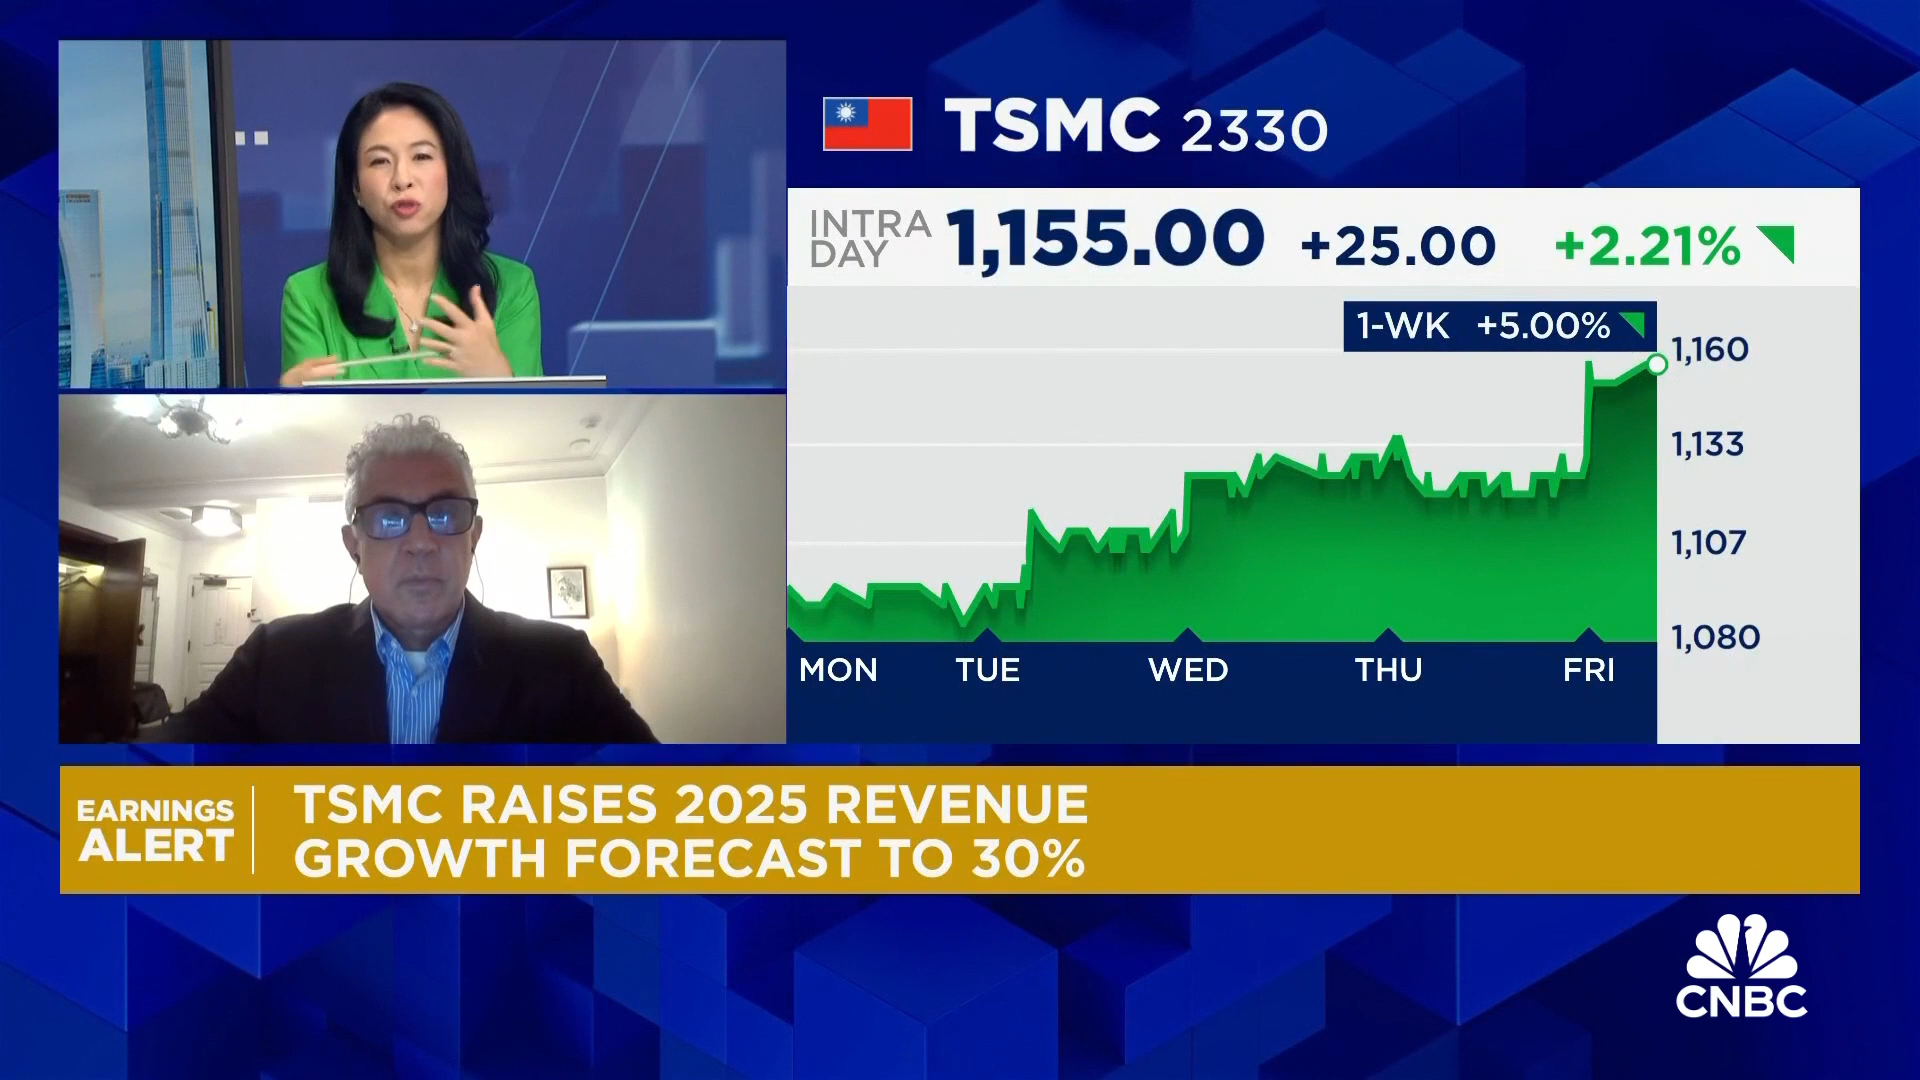 TSMC 2330
INTRA
DAY
1,155.00 +25.00 +2.21%
1-WK +5.00%
1,160
1,133
1,107
1,080
MON TUE WED THU FRI
EARNINGS
ALERT
TSMC RAISES 2025 REVENUE
GROWTH FORECAST TO 30%
CNBC